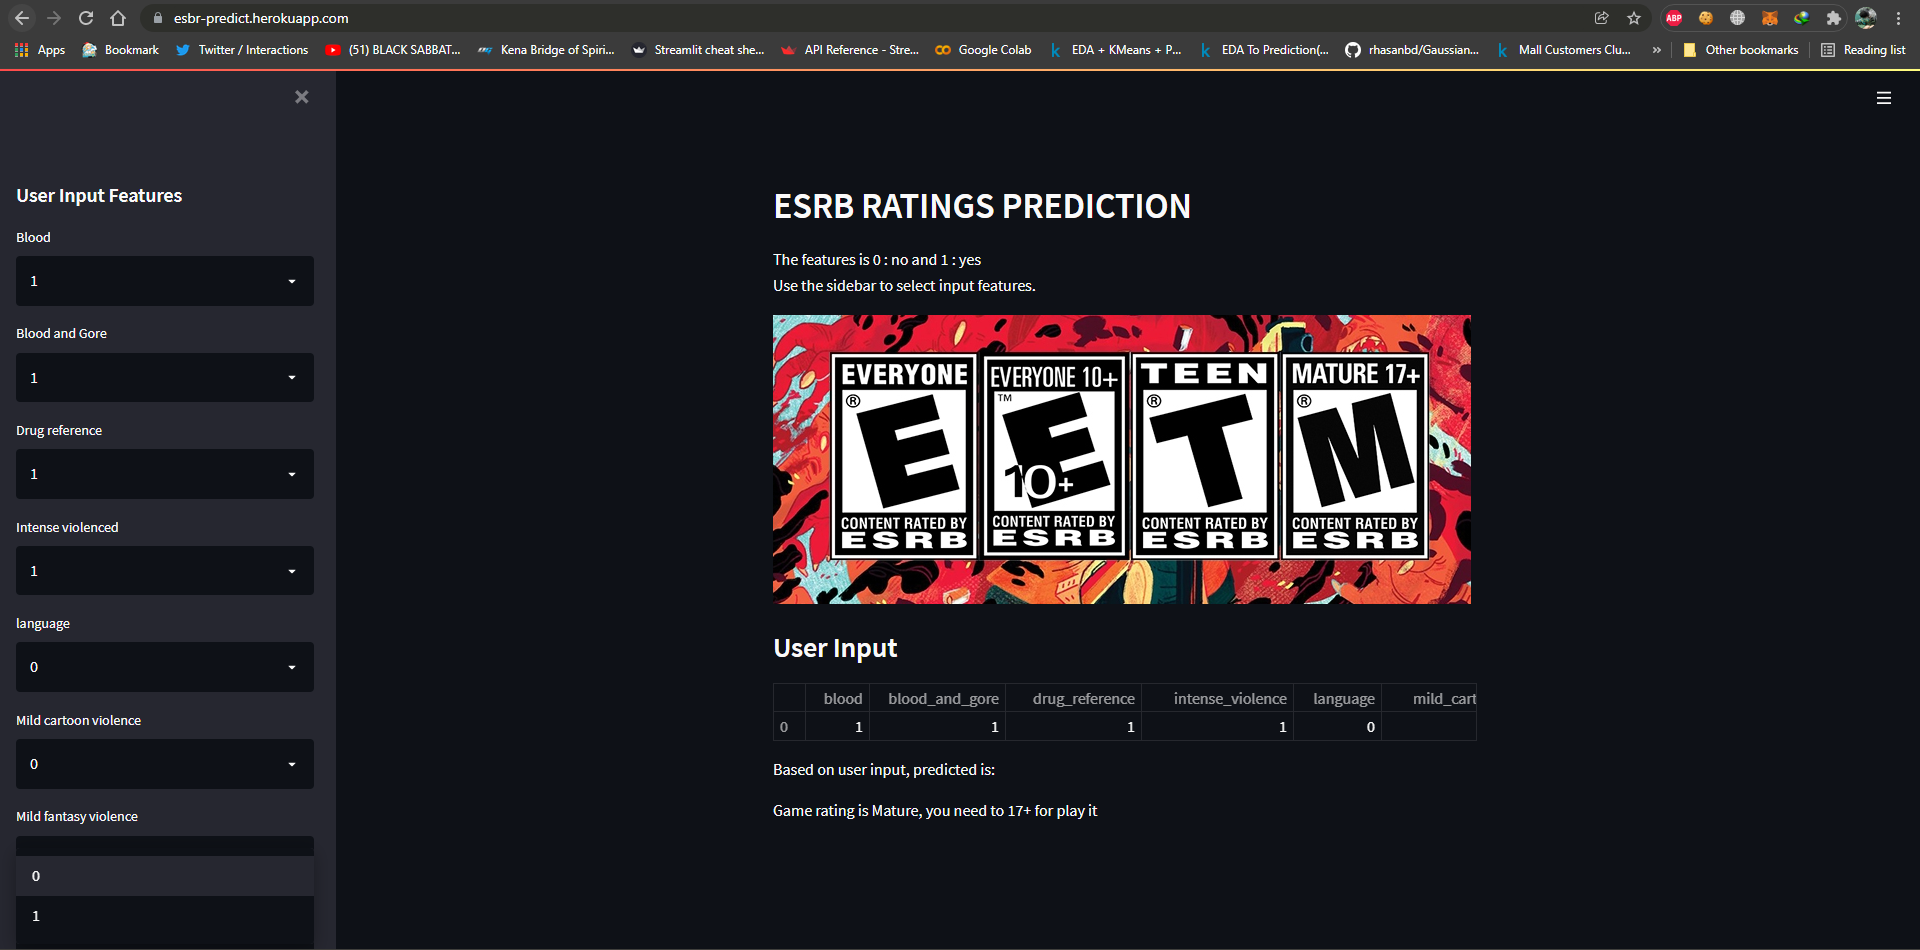 esbr-predict.herokuapp.com
ABP
Apps
Bookmark
Twitter / Interactions
(51) BLACK SABBAT...
Kena Bridge of Spiri...
Streamlit cheat she...
API Reference - Stre...
Google Colab
k EDA + KMeans + P...
k EDA To Prediction(...
rhasanbd/Gaussian...
k Mall Customers Clu...
»
Other bookmarks
Reading list
User Input Features
Blood
1
Blood and Gore
1
Drug reference
1
Intense violenced
1
language
0
Mild cartoon violence
0
Mild fantasy violence
0
1
ESRB RATINGS PREDICTION
The features is 0 : no and 1 : yes
Use the sidebar to select input features.
EVERYONE
®
E
CONTENT RATED BY
ESRB
EVERYONE 10+
TM
E
10+
CONTENT RATED BY
ESRB
TEEN
®
T
CONTENT RATED BY
ESRB
MATURE 17+
®
M
CONTENT RATED BY
ESRB
User Input
blood blood_and_gore drug_reference intense_violence language mild_cart
0 1 1 1 1 0
Based on user input, predicted is:
Game rating is Mature, you need to 17+ for play it